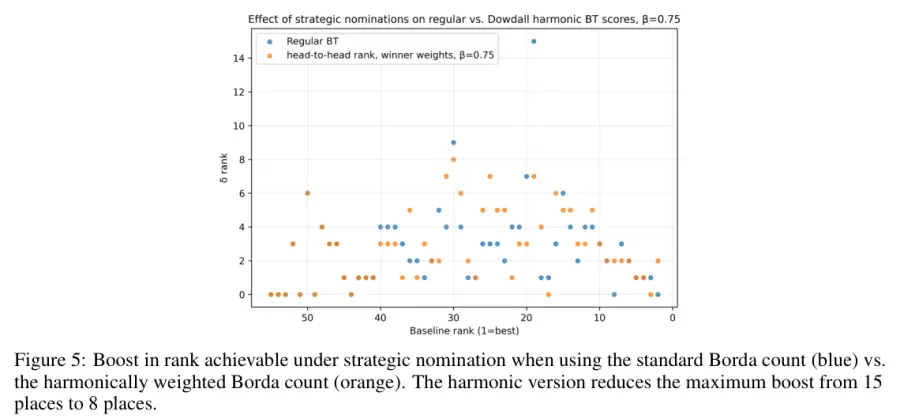 Effect of strategic nominations on regular vs. Dowdall harmonic BT scores, β=0.75
Regular BT
head-to-head rank, winner weights, β=0.75
14
12
10
8
6
4
2
0
δ rank
50
40
30
20
10
0
Baseline rank (1=best)
Figure 5: Boost in rank achievable under strategic nomination when using the standard Borda count (blue) vs.
the harmonically weighted Borda count (orange). The harmonic version reduces the maximum boost from 15
places to 8 places.